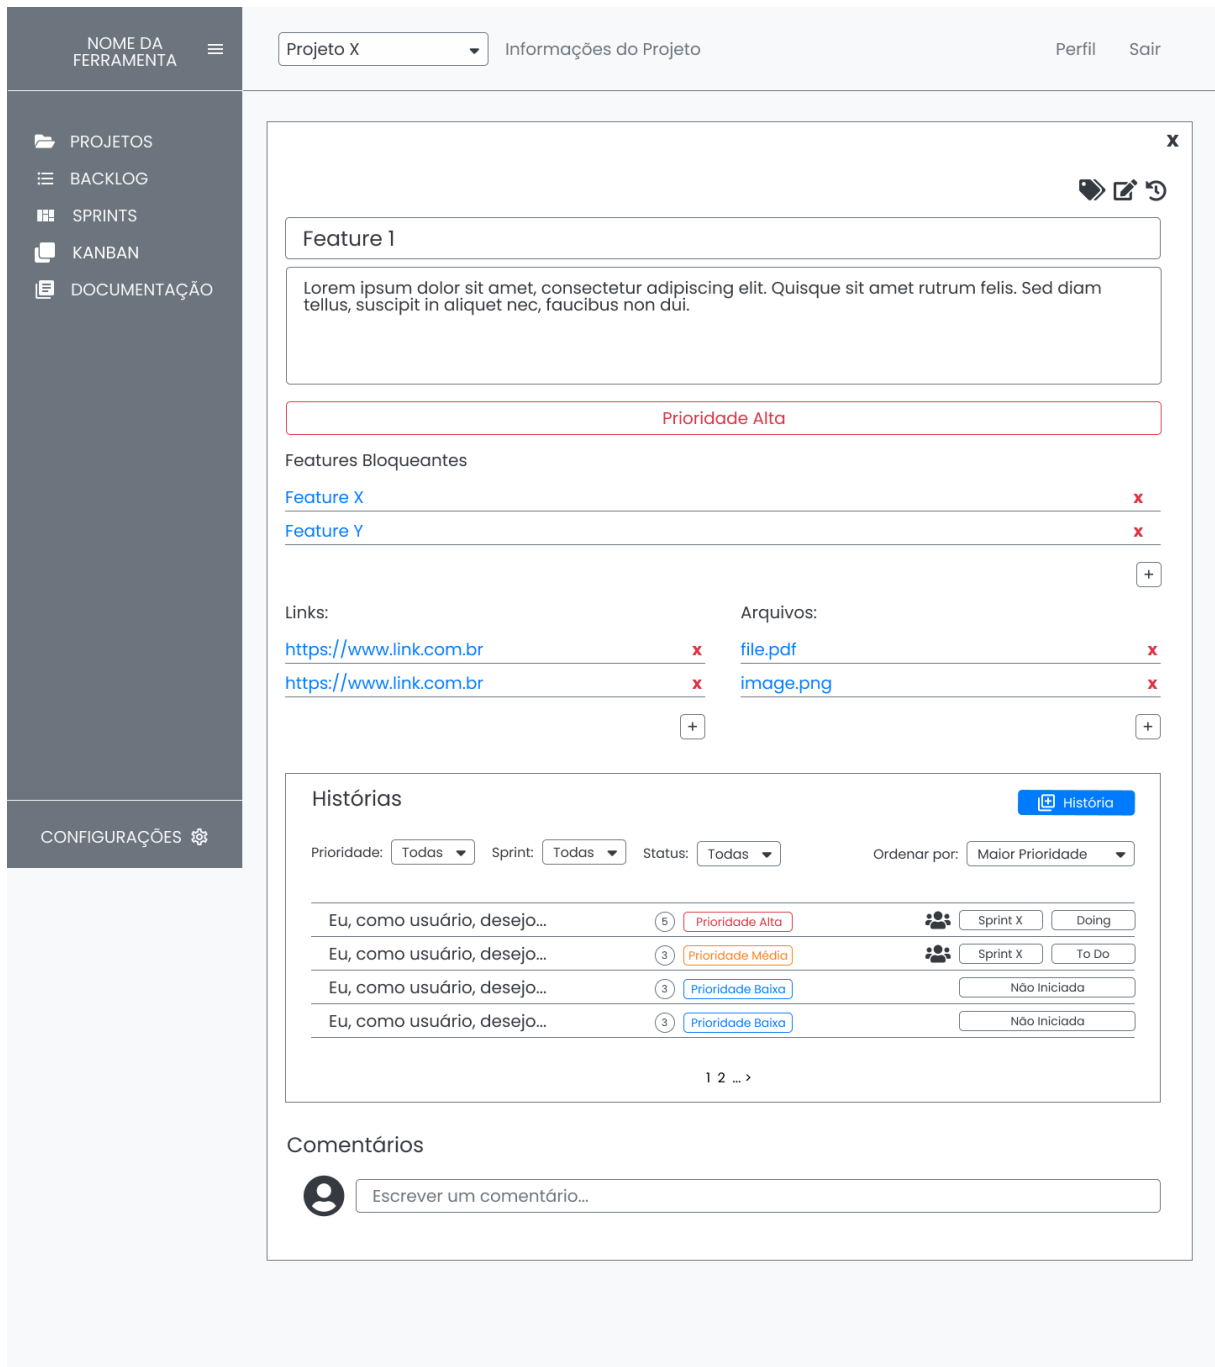 NOME DA
FERRAMENTA
Projeto X
Informações do Projeto
Perfil
Sair
PROJETOS
BACKLOG
SPRINTS
KANBAN
DOCUMENTAÇÃO
CONFIGURAÇÕES
x
Feature 1
Lorem ipsum dolor sit amet, consectetur adipiscing elit. Quisque sit amet rutrum felis. Sed diam
tellus, suscipit in aliquet nec, faucibus non dui.
Prioridade Alta
Features Bloqueantes
Feature X x
Feature Y x
+
Links:
https://www.link.com.br x
https://www.link.com.br x
+
Arquivos:
file.pdf x
image.png x
+
Histórias
História
Prioridade: Todas Sprint: Todas Status: Todas Ordenar por: Maior Prioridade
Eu, como usuário, desejo... 5 Prioridade Alta Sprint X Doing
Eu, como usuário, desejo... 3 Prioridade Média Sprint X To Do
Eu, como usuário, desejo... 3 Prioridade Baixa Não Iniciada
Eu, como usuário, desejo... 3 Prioridade Baixa Não Iniciada
1 2 ... >
Comentários
Escrever um comentário...